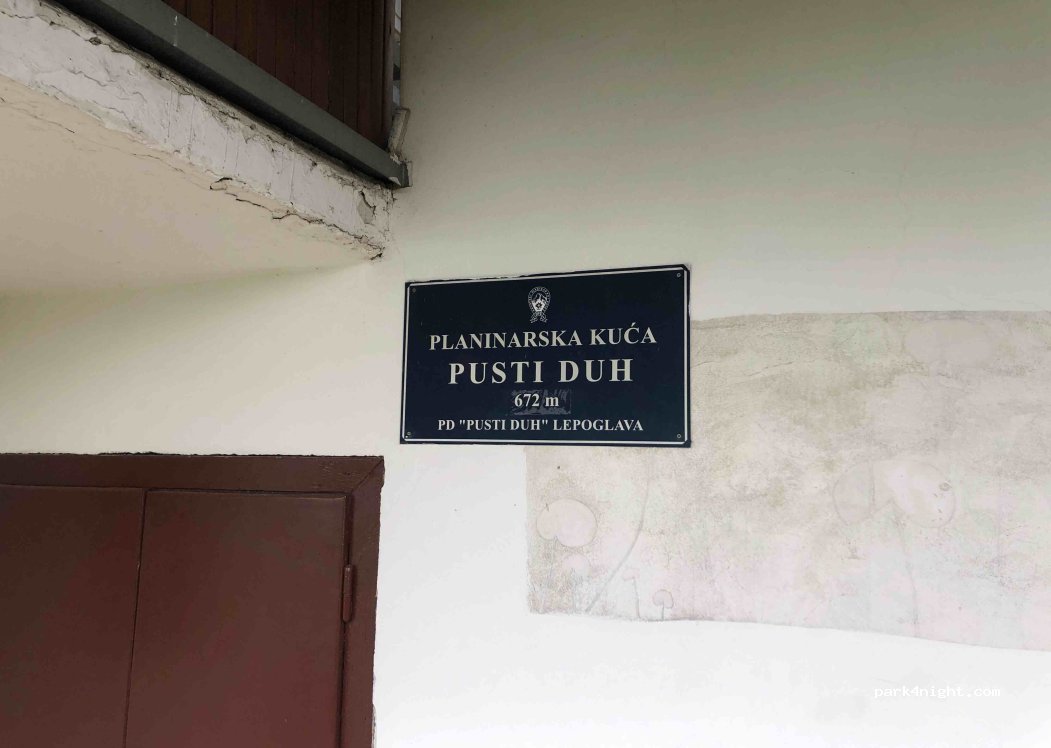 PLANINARSKA KUĆA
PUSTI DUH
672 m
PD "PUSTI DUH" LEPOGLAVA
park4night.com